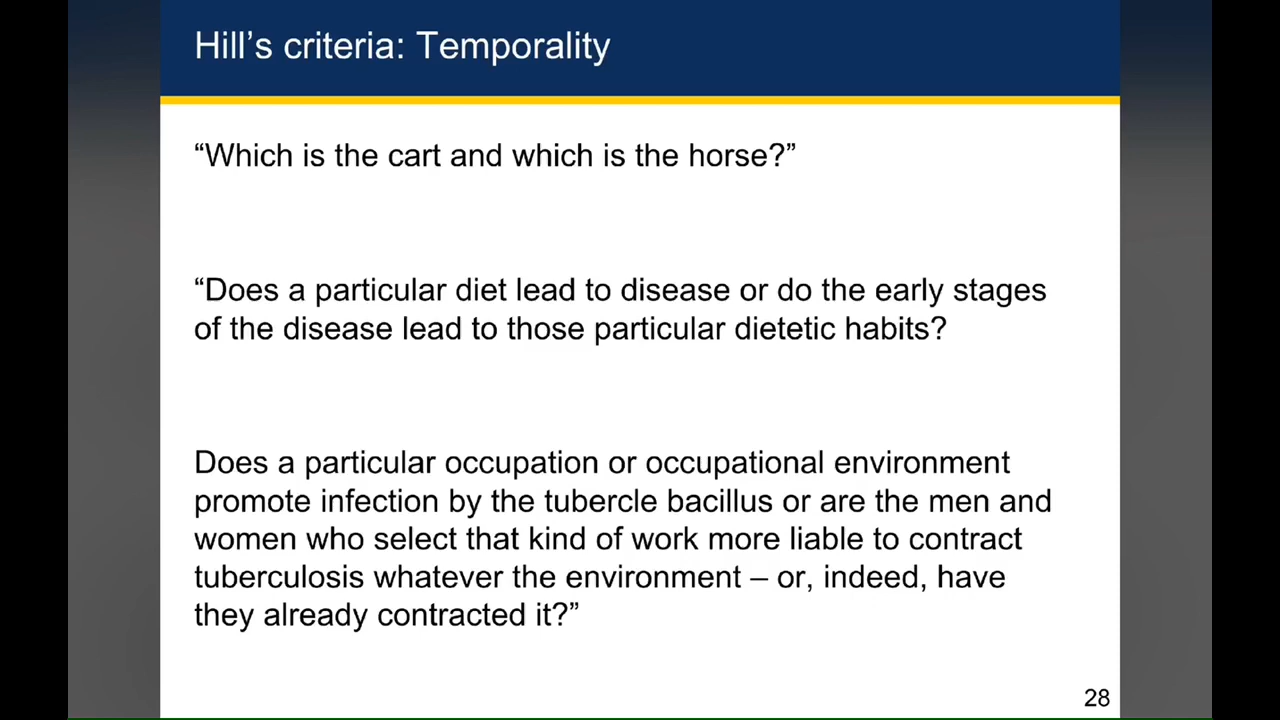 Hill’s criteria: Temporality
“Which is the cart and which is the horse?”
“Does a particular diet lead to disease or do the early stages
of the disease lead to those particular dietetic habits?
Does a particular occupation or occupational environment
promote infection by the tubercle bacillus or are the men and
women who select that kind of work more liable to contract
tuberculosis whatever the environment – or, indeed, have
they already contracted it?”
28